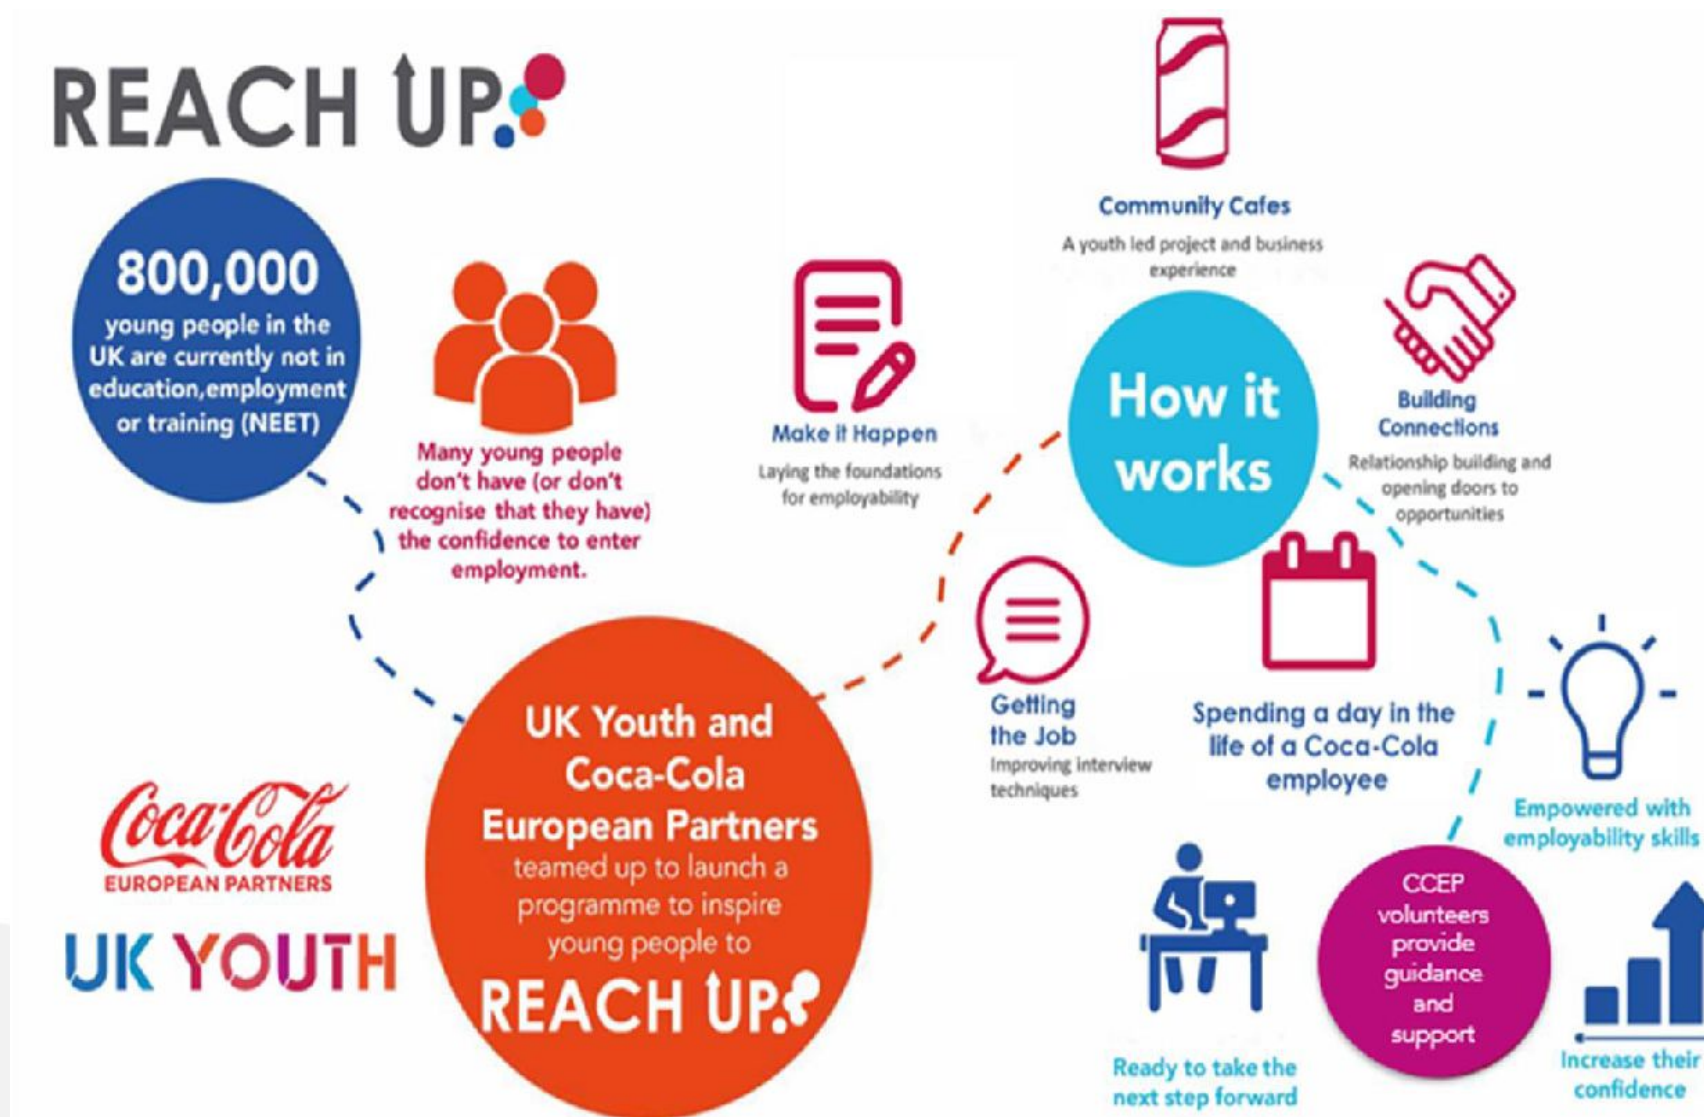 REACH UP
800,000
young people in the
UK are currently not in
education,employment
or training (NEET)
Many young people
don't have (or don't
recognise that they have)
the confidence to enter
employment.
Coca-Cola
EUROPEAN PARTNERS
UK YOUTH
UK Youth and
Coca-Cola
European Partners
teamed up to launch a
programme to inspire
young people to
REACH UP
How it
works
Make it Happen
Laying the foundations
for employability
Community Cafes
A youth led project and business
experience
Building
Connections
Relationship building and
opening doors to
opportunities
Getting
the Job
Improving interview
techniques
Spending a day in the
life of a Coca-Cola
employee
CCEP
volunteers
provide
guidance
and
support
Empowered with
employability skills
Ready to take the
next step forward
Increase their
confidence